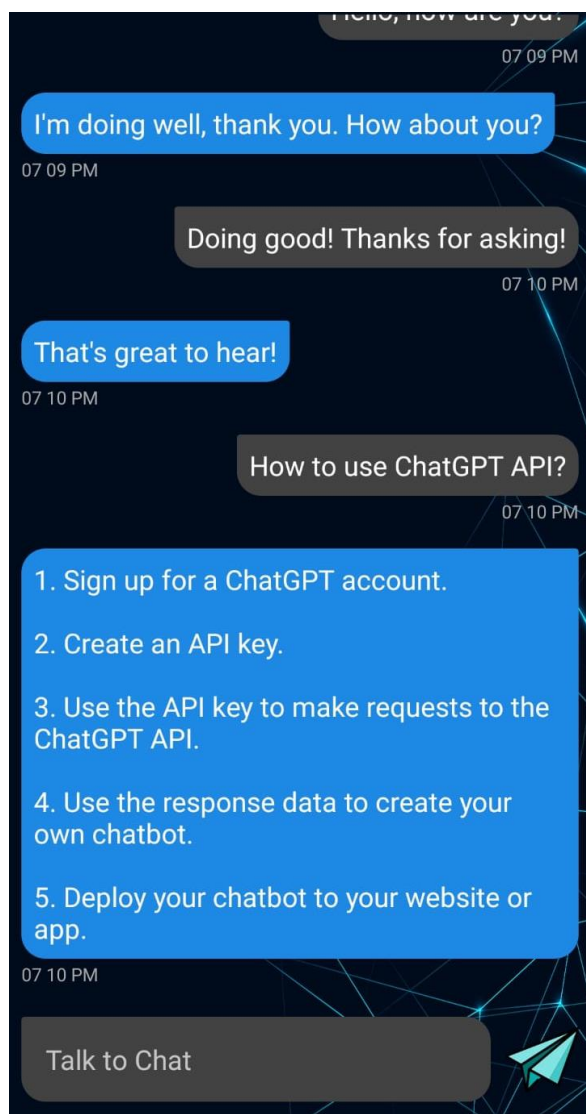 Hello, how are you?
07 09 PM
I'm doing well, thank you. How about you?
07 09 PM
Doing good! Thanks for asking!
07 10 PM
That's great to hear!
07 10 PM
How to use ChatGPT API?
07 10 PM
1. Sign up for a ChatGPT account.
2. Create an API key.
3. Use the API key to make requests to the
ChatGPT API.
4. Use the response data to create your
own chatbot.
5. Deploy your chatbot to your website or
app.
07 10 PM
Talk to Chat